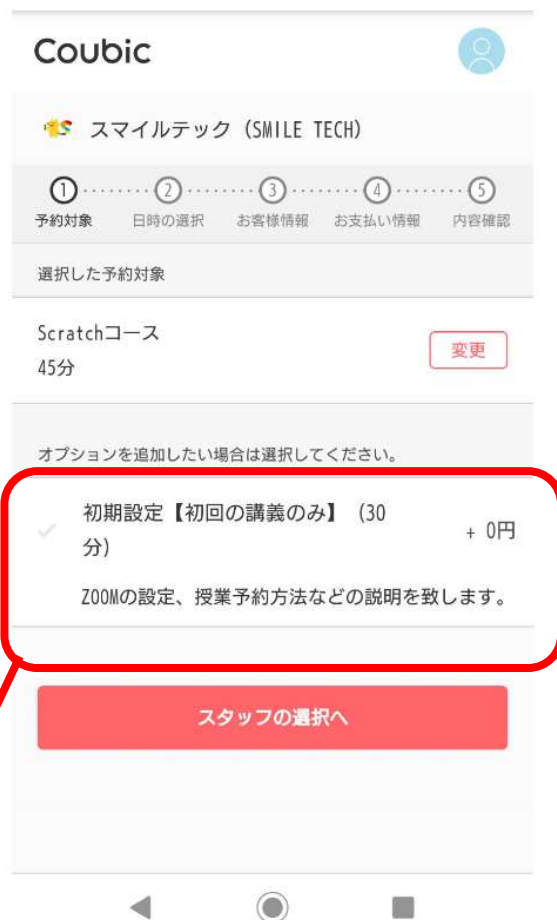 Coubic
スマイルテック (SMILE TECH)
① ② ③ ④ ⑤
予約対象 日時の選択 お客様情報 お支払い情報 内容確認
選択した予約対象
Scratchコース
変更
45分
オプションを追加したい場合は選択してください。
初期設定【初回の講義のみ】 (30
分)
+ 0円
ZOOMの設定、授業予約方法などの説明を致します。
スタッフの選択へ